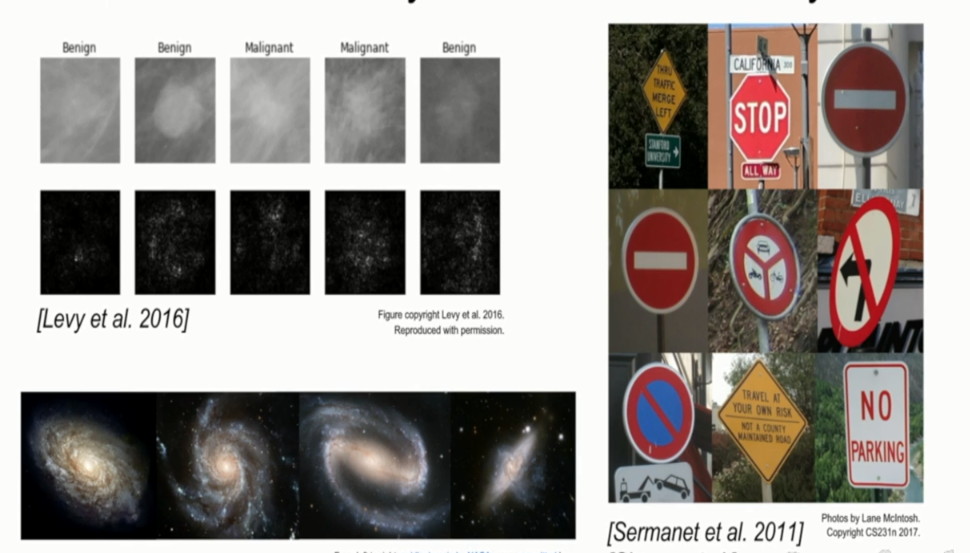 Benign Benign Malignant Malignant Benign
[Levy et al. 2016]
Figure copyright Levy et al. 2016.
Reproduced with permission.
THRU
TRAFFIC
MERGE
LEFT
STANFORD
UNIVERSITY
CALIFORNIA
STOP
ALL WAY
TRAVEL AT
YOUR OWN RISK
NOT A COUNTY
MAINTAINED ROAD
NO
PARKING
[Sermanet et al. 2011]
Photos by Lane McIntosh.
Copyright CS231n 2017.